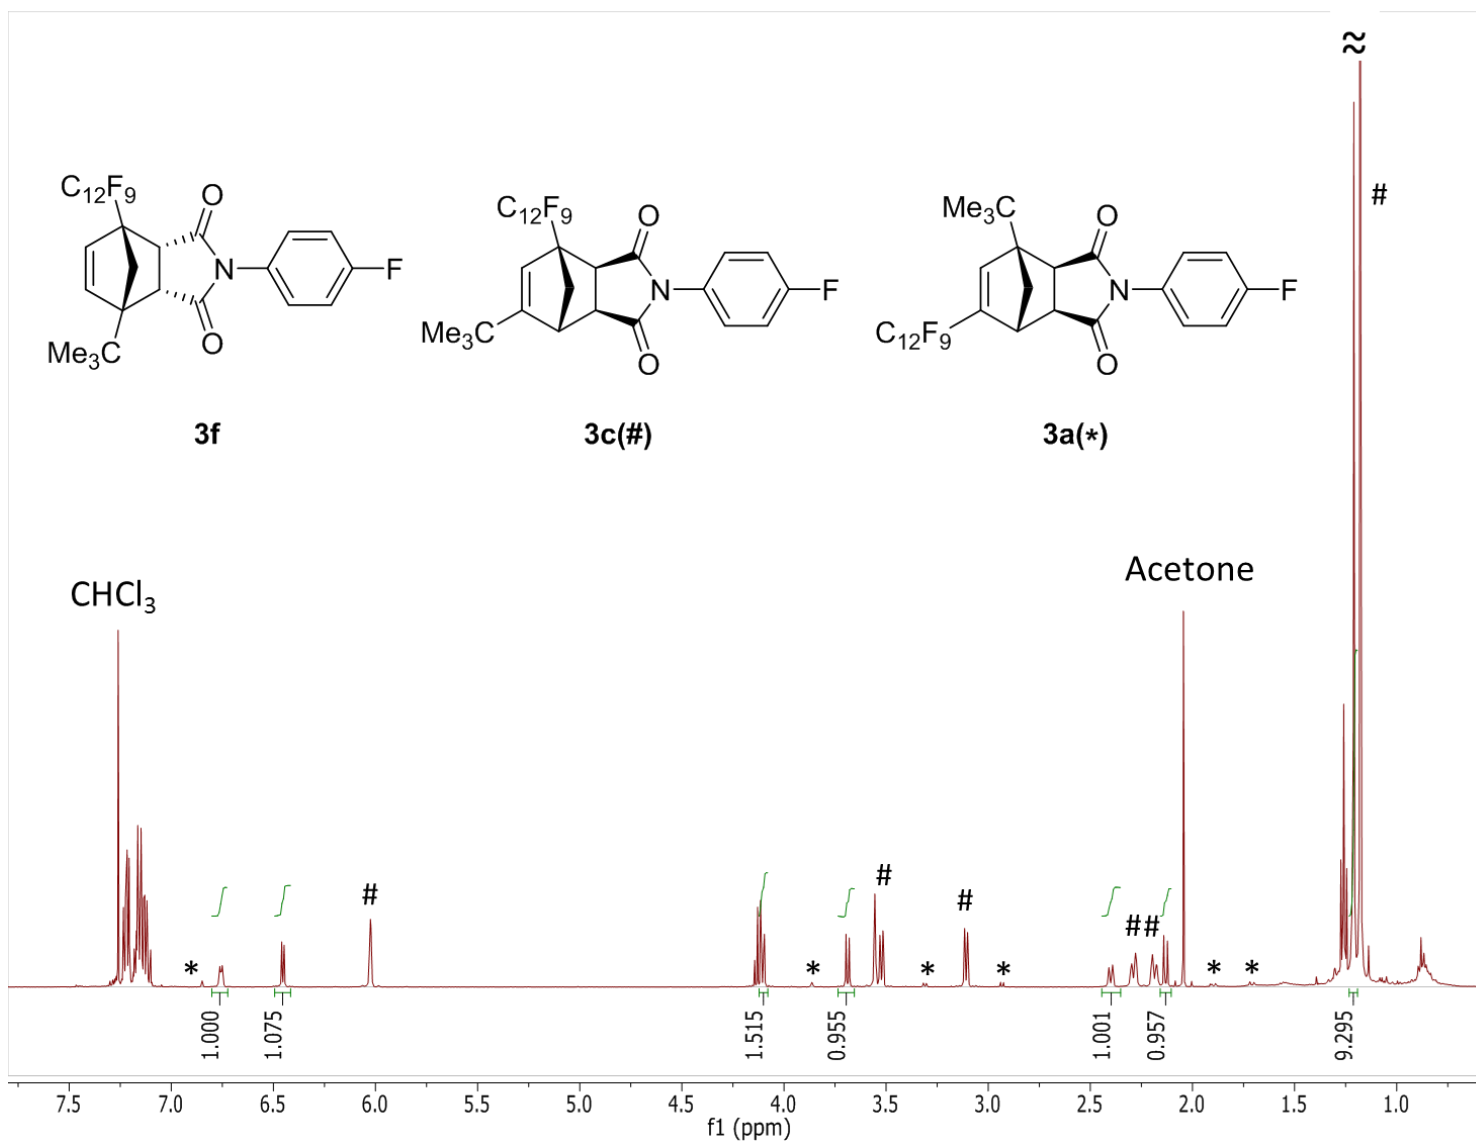 ≈
#
C12F9
O
N
F
O
Me3C
3f
C12F9
O
N
F
O
Me3C
3c(#)
Me3C
O
N
F
O
C12F9
3a(*)
CHCl3
Acetone
*
#
*
#
*
#
*
#
#
*
*
1.000
1.075
1.515
0.955
1.001
0.957
9.295
7.5 7.0 6.5 6.0 5.5 5.0 4.5 4.0 3.5 3.0 2.5 2.0 1.5 1.0
f1 (ppm)